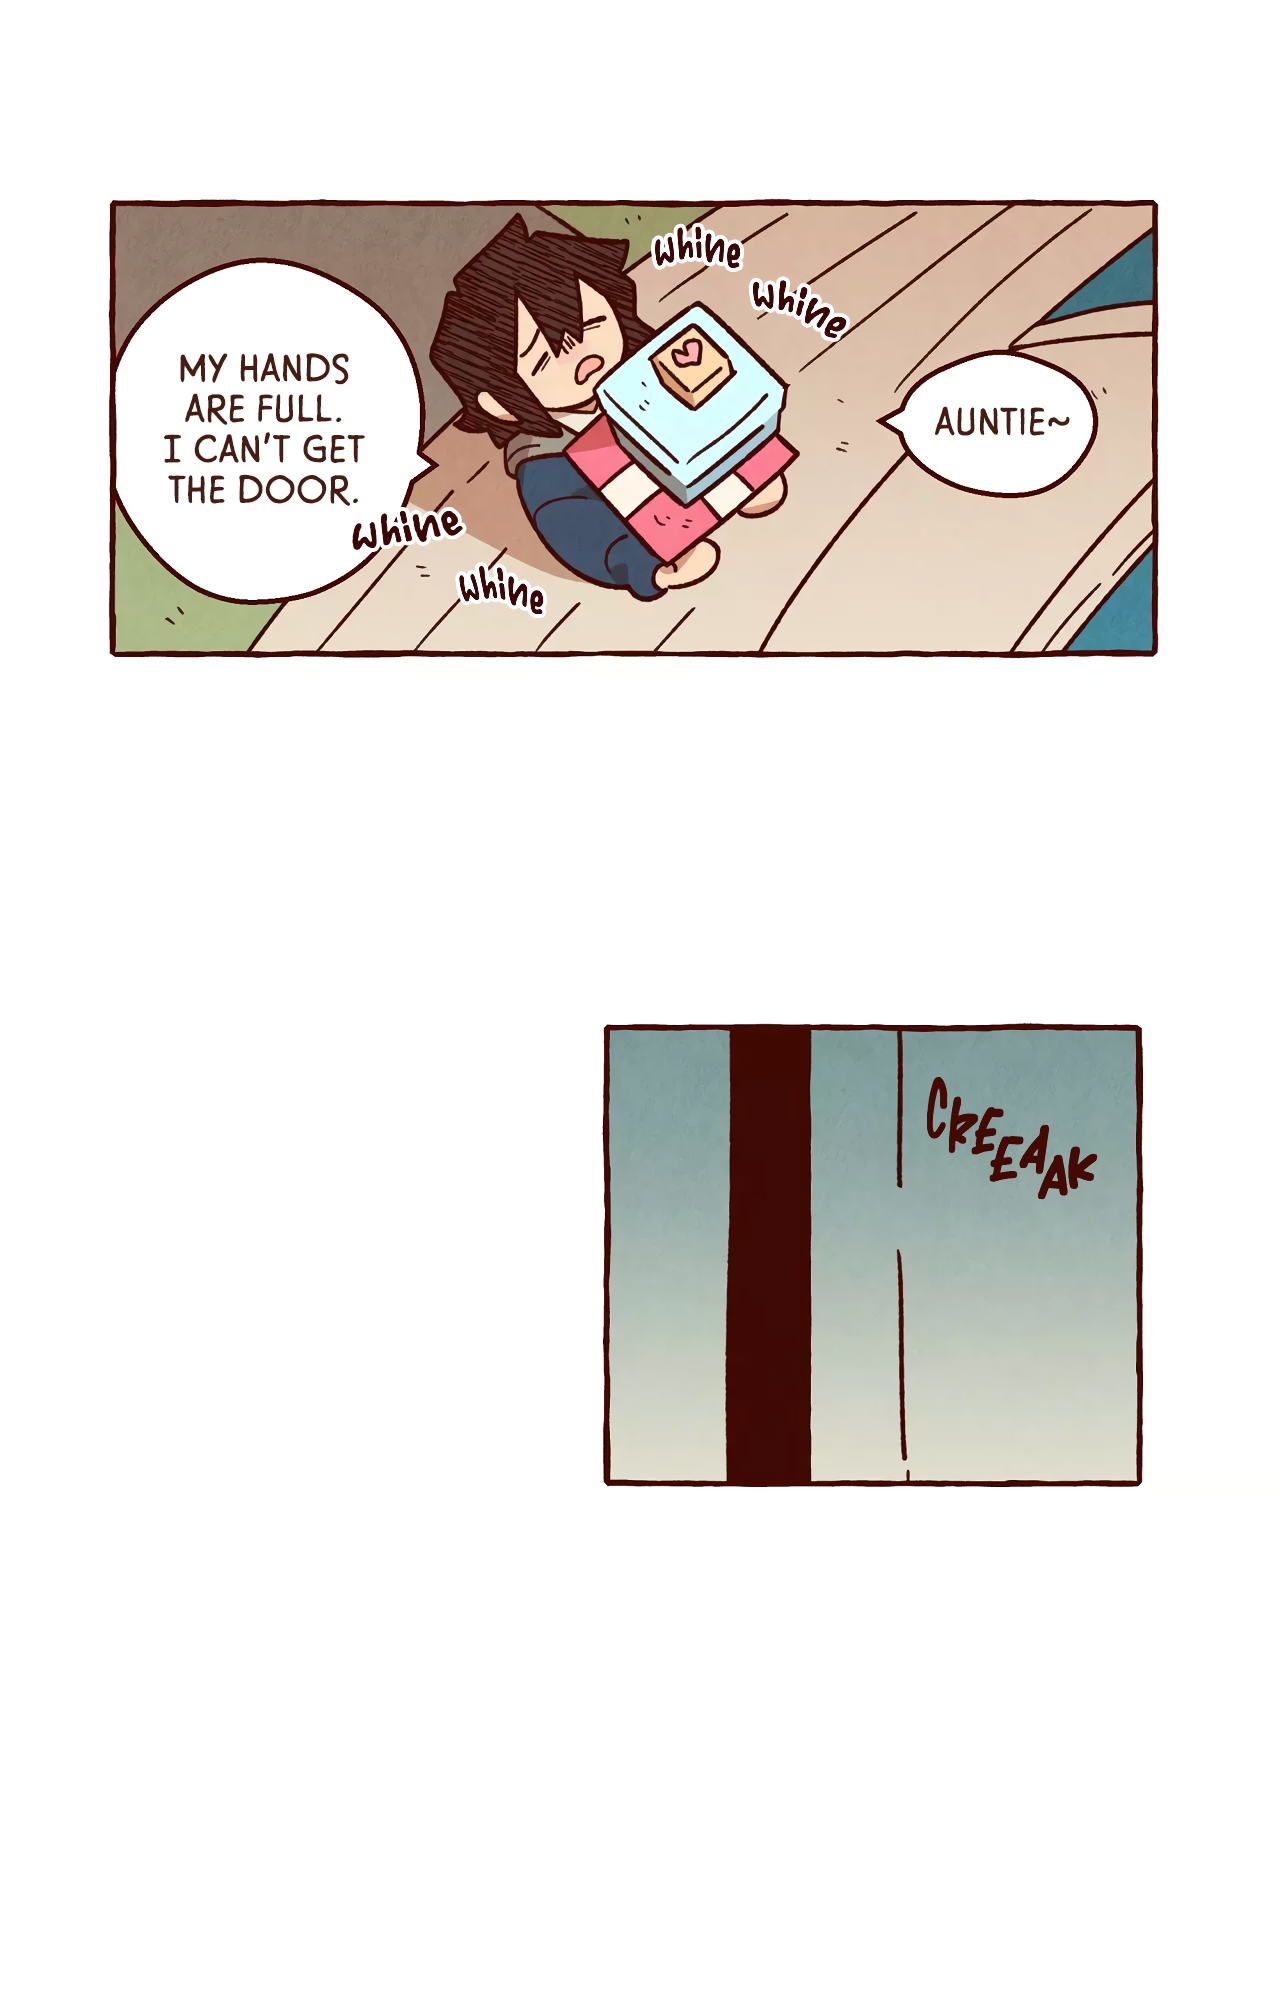 MY HANDS
ARE FULL.
I CAN'T GET
THE DOOR.
whine
whine
whine
whine
AUNTIE~
CREEAAK